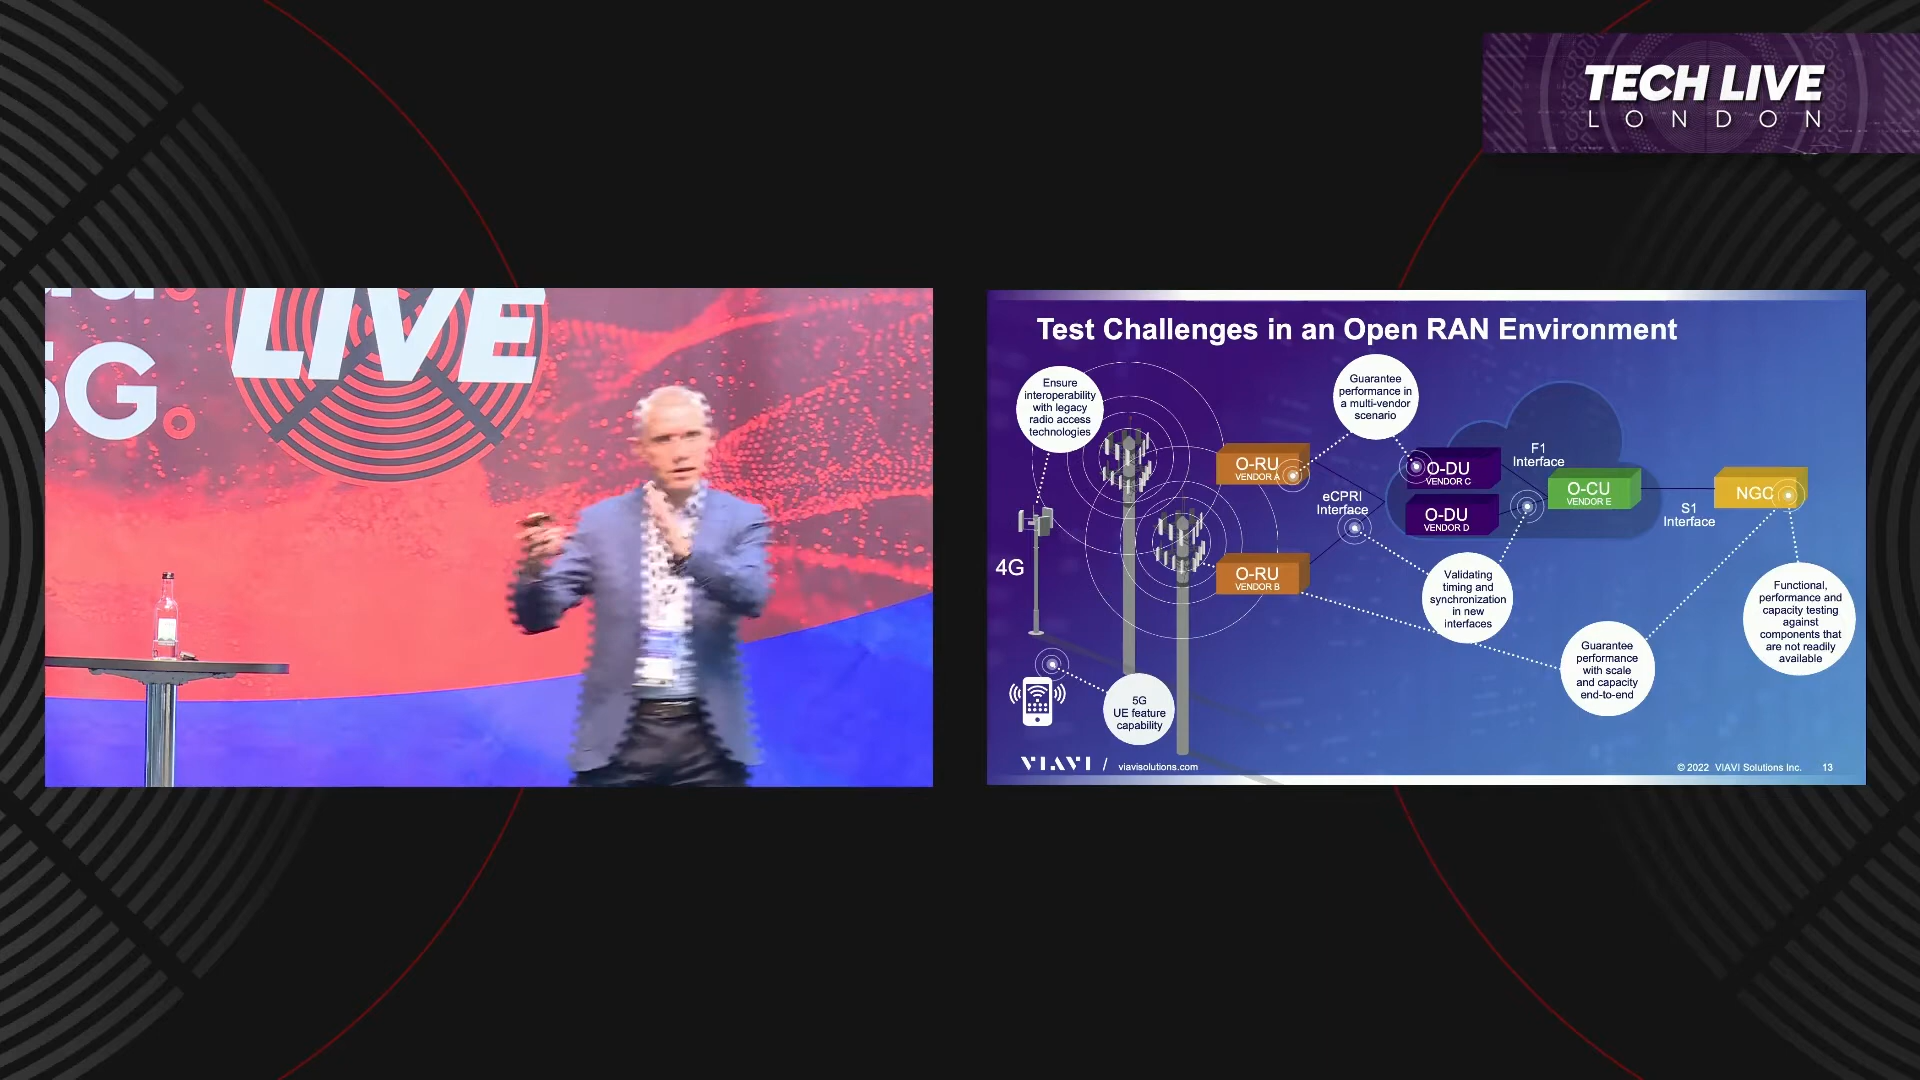 TECH LIVE
LONDON
5G.
LIVE
Test Challenges in an Open RAN Environment
Ensure
interoperability
with legacy
radio access
technologies
Guarantee
performance in
a multi-vendor
scenario
O-RU
VENDOR A
eCPRI
Interface
O-DU
VENDOR C
O-DU
VENDOR D
F1
Interface
O-CU
VENDOR E
S1
Interface
NGC
4G
O-RU
VENDOR B
Validating
timing and
synchronization
in new
interfaces
Functional,
performance and
capacity testing
against
components that
are not readily
available
Guarantee
performance
with scale
and capacity
end-to-end
5G
UE feature
capability
VIAVI / viavisolutions.com
© 2022 VIAVI Solutions Inc. 13